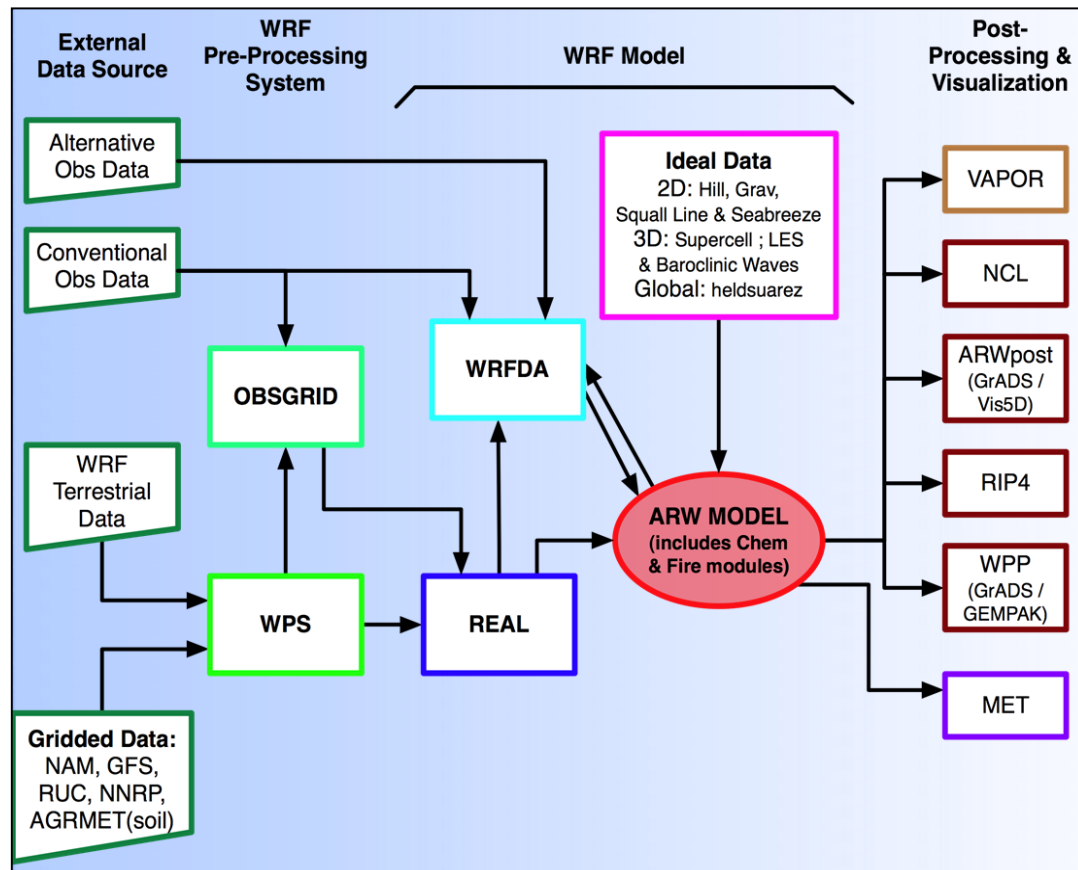 External
Data Source
WRF
Pre-Processing
System
WRF Model
Post-
Processing &
Visualization
Alternative
Obs Data
Conventional
Obs Data
WRF
Terrestrial
Data
Gridded Data:
NAM, GFS,
RUC, NNRP,
AGRMET(soil)
OBSGRID
WPS
WRFDA
REAL
Ideal Data
2D: Hill, Grav,
Squall Line & Seabreeze
3D: Supercell ; LES
& Baroclinic Waves
Global: heldsuarez
ARW MODEL
(includes Chem
& Fire modules)
VAPOR
NCL
ARWpost
(GrADS /
Vis5D)
RIP4
WPP
(GrADS /
GEMPAK)
MET